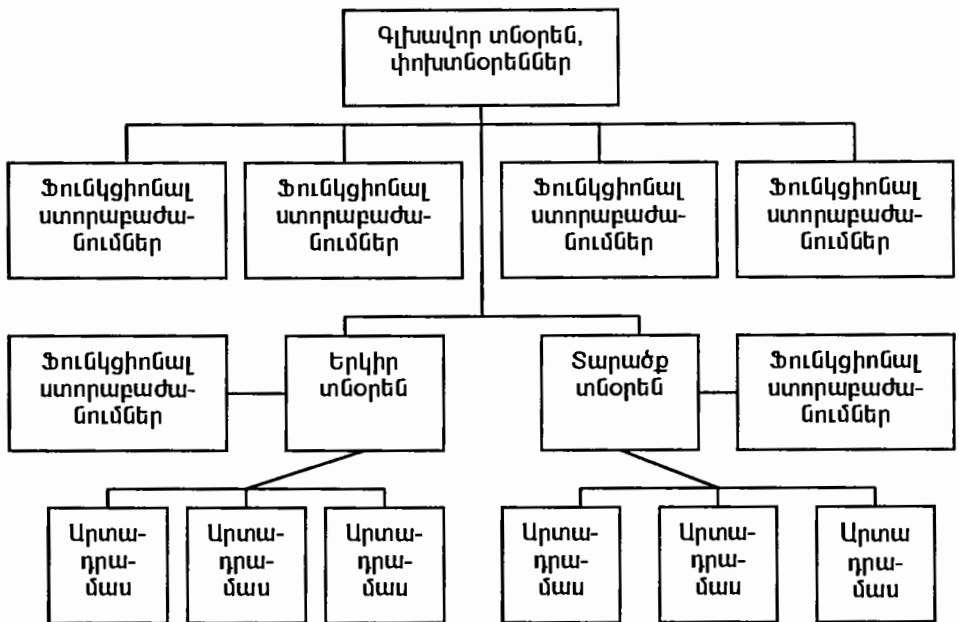 Գլխավոր տնօրեն,
փոխտնօրեններ
Ֆունկցիոնալ
ստորաբաժա-
նումներ
Ֆունկցիոնալ
ստորաբաժա-
նումներ
Ֆունկցիոնալ
ստորաբաժա-
նումներ
Ֆունկցիոնալ
ստորաբաժա-
նումներ
Ֆունկցիոնալ
ստորաբաժա-
նումներ
Երկիր
տնօրեն
Տարածք
տնօրեն
Ֆունկցիոնալ
ստորաբաժա-
նումներ
Արտա-
դրա-
մաս
Արտա-
դրա-
մաս
Արտա-
դրա-
մաս
Արտա-
դրա-
մաս
Արտա-
դրա-
մաս
Արտա
դրա-
մաս